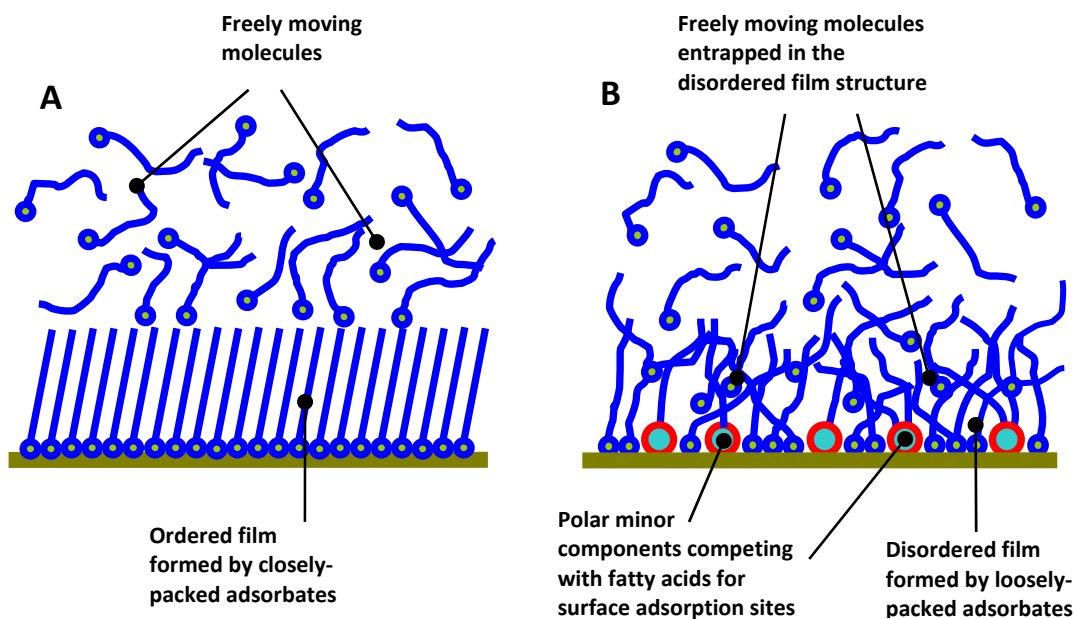 A
Freely moving
molecules
Ordered film
formed by closely-
packed adsorbates
B
Freely moving molecules
entrapped in the
disordered film structure
Polar minor
components competing
with fatty acids for
surface adsorption sites
Disordered film
formed by loosely-
packed adsorbates